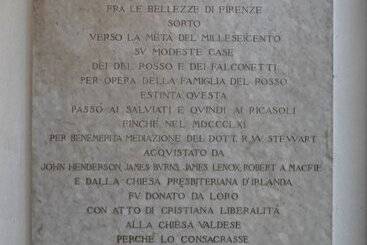 FRA LE BELLEZZE DI FIRENZE
SORTO
VERSO LA METÀ DEL MILLESEICENTO
SV MODESTE CASE
DEI DEL ROSSO E DEI FALCONETTI
PER OPERA DELLA FAMIGLIA DEL ROSSO
ESTINTA QVESTA
PASSO AI SALVIATI E QVINDI AI RICASOLI
FINCHÈ NEL MDCCCLXI
PER BENEMERITA MEDIAZIONE DEL DOTT. R.W. STEWART
ACQVISTATO DA
JOHN HENDERSON, JAMES BVRNS, JAMES LENOX, ROBERT A MACFIE
E DALLA CHIESA PRESBITERIANA D'IRLANDA
FV DONATO DA LORO
CON ATTO DI CRISTIANA LIBERALITÀ
ALLA CHIESA VALDESE
PERCHÈ LO CONSACRASSE